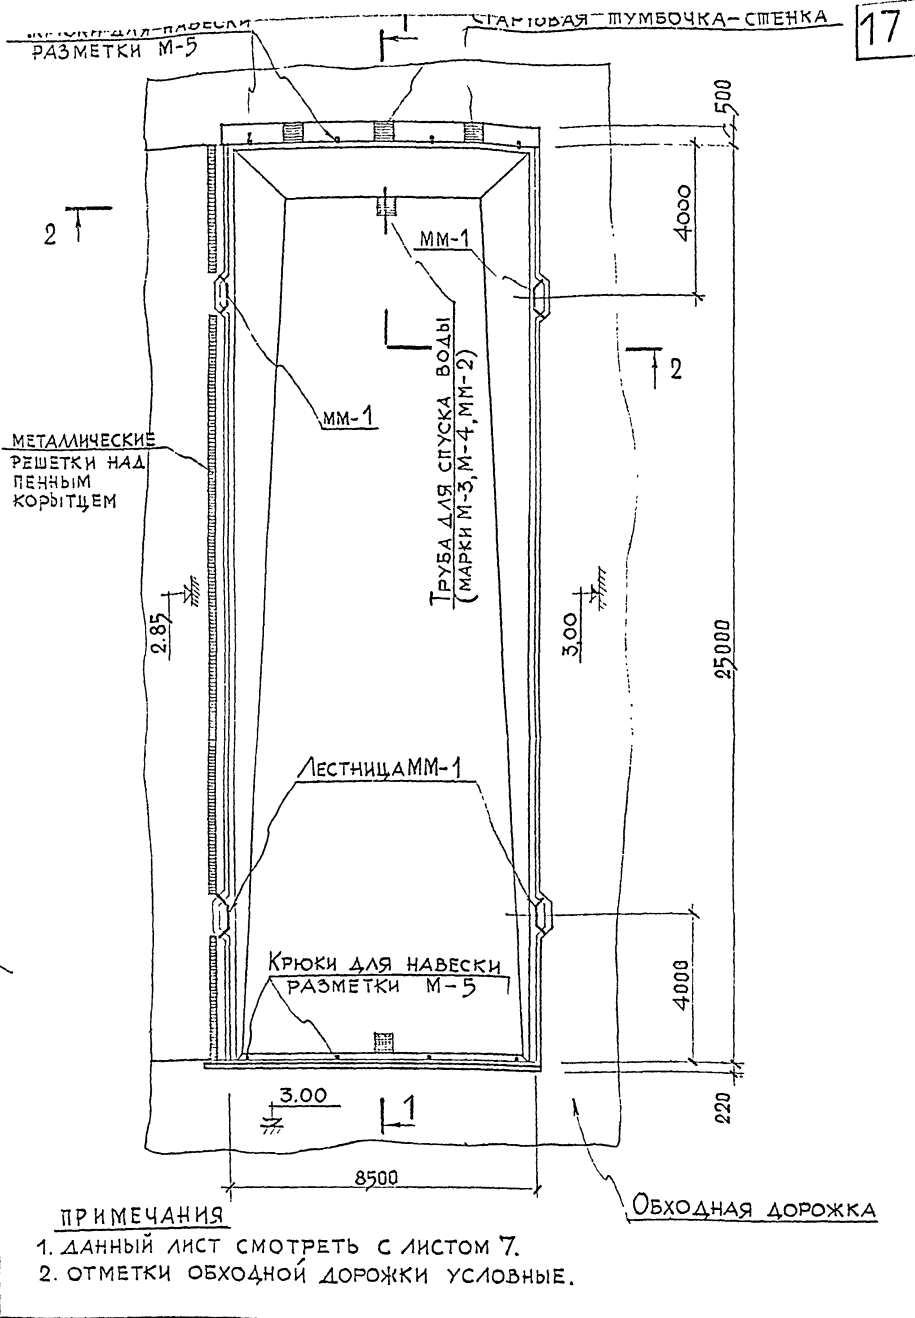 КРЮКИ ДЛЯ НАВЕСКИ
РАЗМЕТКИ М-5
1
СТАРТОВАЯ ТУМБОЧКА-СТЕНКА
17
500
4000
2
ММ-1
2
ММ-1
ТРУБА ДЛЯ СПУСКА ВОДЫ
(МАРКИ М-3, М-4, ММ-2)
МЕТАЛЛИЧЕСКИЕ
РЕШЕТКИ НАД
ПЕННЫМ
КОРЫТЦЕМ
2.85
3.00
25000
ЛЕСТНИЦА ММ-1
КРЮКИ ДЛЯ НАВЕСКИ
РАЗМЕТКИ М-5
4000
3.00
1
220
8500
ОБХОДНАЯ ДОРОЖКА
ПРИМЕЧАНИЯ
1. ДАННЫЙ ЛИСТ СМОТРЕТЬ С ЛИСТОМ 7.
2. ОТМЕТКИ ОБХОДНОЙ ДОРОЖКИ УСЛОВНЫЕ.